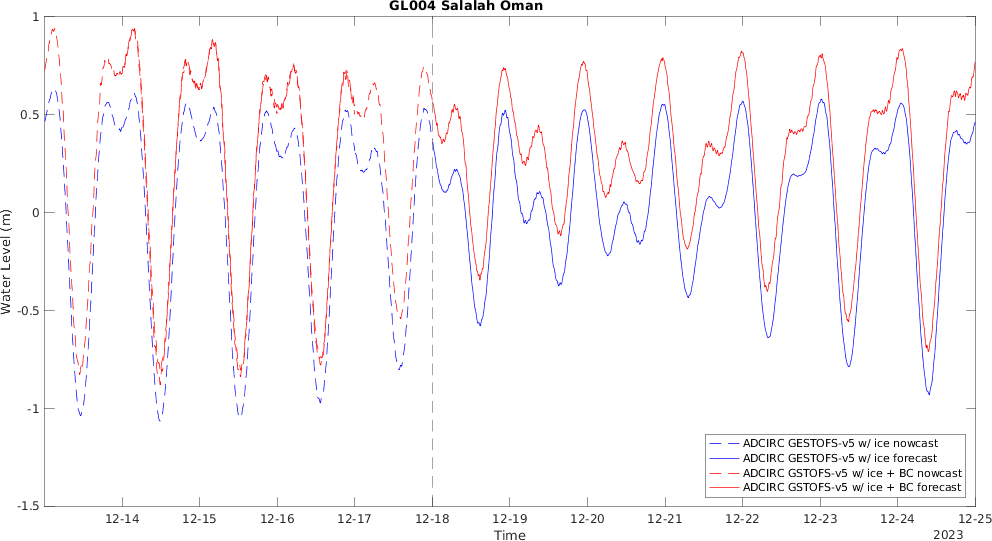 GL004 Salalah Oman
1
0.5
0
-0.5
-1
-1.5
Water Level (m)
12-14 12-15 12-16 12-17 12-18 12-19 12-20 12-21 12-22 12-23 12-24 12-25
Time
2023
ADCIRC GESTOFS-v5 w/ ice nowcast
ADCIRC GESTOFS-v5 w/ ice forecast
ADCIRC GSTOFS-v5 w/ ice + BC nowcast
ADCIRC GSTOFS-v5 w/ ice + BC forecast